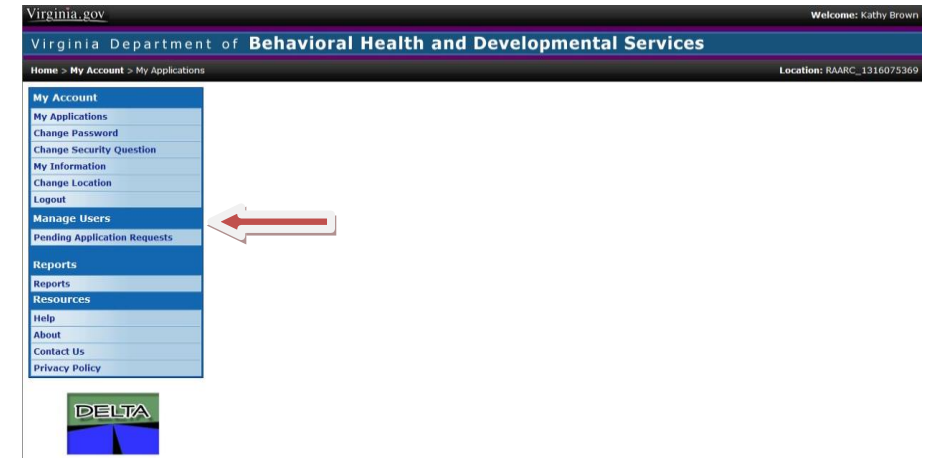 Virginia.gov
Welcome: Kathy Brown
Virginia Department of Behavioral Health and Developmental Services
Home > My Account > My Applications
Location: RAARC_1316075369
My Account
My Applications
Change Password
Change Security Question
My Information
Change Location
Logout
Manage Users
Pending Application Requests
Reports
Reports
Resources
Help
About
Contact Us
Privacy Policy
DELTA